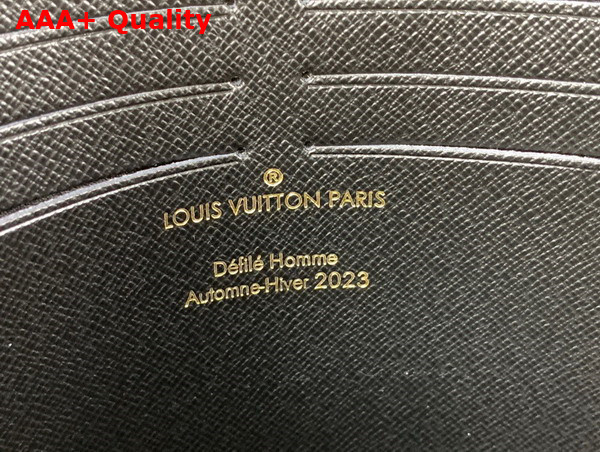 AAA+ Quality
®
LOUIS VUITTON PARIS
Défilé Homme
Automne-Hiver 2023